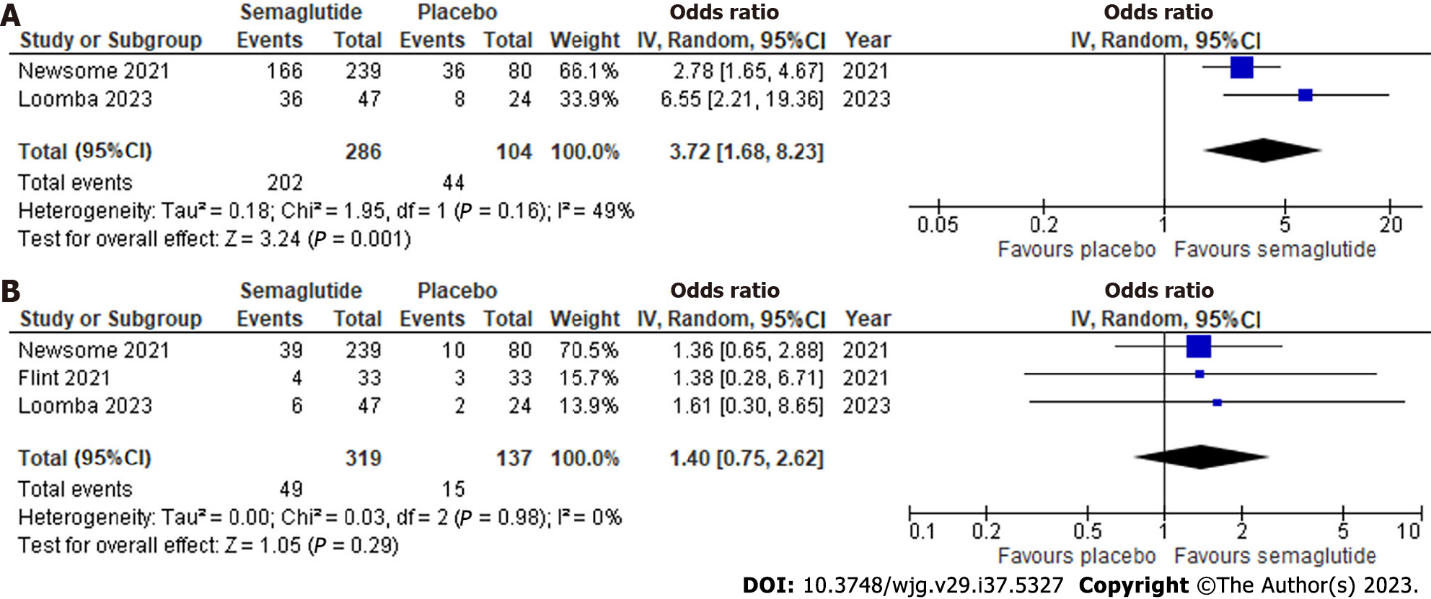 A Semaglutide Placebo Odds ratio Odds ratio
Study or Subgroup Events Total Events Total Weight IV, Random, 95%CI Year IV, Random, 95%CI
Newsome 2021 166 239 36 80 66.1% 2.78 [1.65, 4.67] 2021
Loomba 2023 36 47 8 24 33.9% 6.55 [2.21, 19.36] 2023
Total (95%CI) 286 104 100.0% 3.72 [1.68, 8.23]
Total events 202 44
Heterogeneity: Tau² = 0.18; Chi² = 1.95, df = 1 (P = 0.16); I² = 49%
Test for overall effect: Z = 3.24 (P = 0.001)
0.05 0.2 1 5 20
Favours placebo Favours semaglutide
B Semaglutide Placebo Odds ratio Odds ratio
Study or Subgroup Events Total Events Total Weight IV, Random, 95%CI Year IV, Random, 95%CI
Newsome 2021 39 239 10 80 70.5% 1.36 [0.65, 2.88] 2021
Flint 2021 4 33 3 33 15.7% 1.38 [0.28, 6.71] 2021
Loomba 2023 6 47 2 24 13.9% 1.61 [0.30, 8.65] 2023
Total (95%CI) 319 137 100.0% 1.40 [0.75, 2.62]
Total events 49 15
Heterogeneity: Tau² = 0.00; Chi² = 0.03, df = 2 (P = 0.98); I² = 0%
Test for overall effect: Z = 1.05 (P = 0.29)
0.1 0.2 0.5 1 2 5 10
Favours placebo Favours semaglutide
DOI: 10.3748/wjg.v29.i37.5327 Copyright ©The Author(s) 2023.